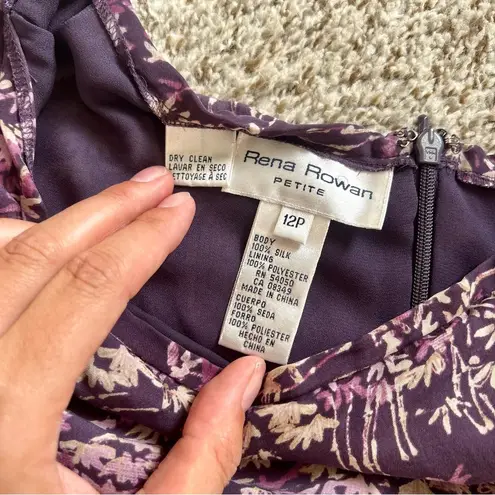 DRY CLEAN
LAVAR EN SECO
NETTOYAGE A SEC
Rena Rowan
PETITE
12P
BODY
100% SILK
LINING
100% POLYESTER
RN 54050
CA 08349
MADE IN CHINA
CUERPO
100% SEDA
FORRO
100% POLIESTER
HECHO EN
CHINA